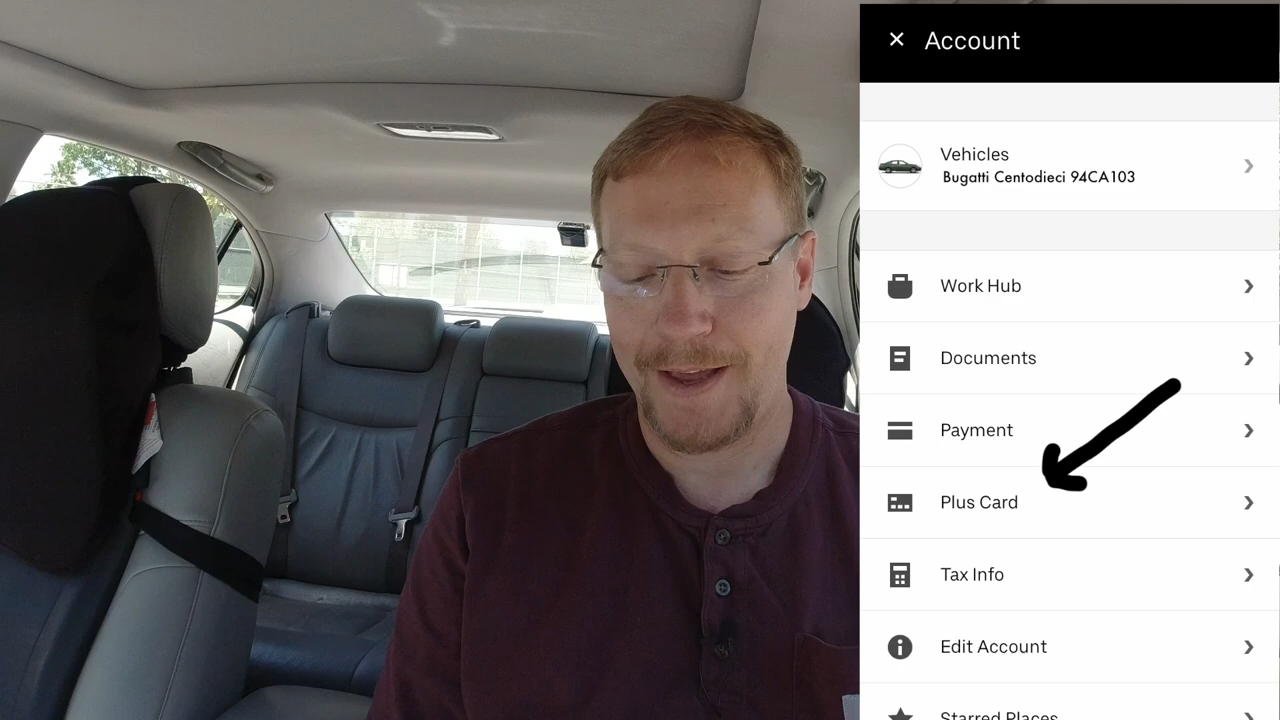 × Account
Vehicles
Bugatti Centodieci 94CA103
Work Hub
Documents
Payment
Plus Card
Tax Info
Edit Account
Starred Places